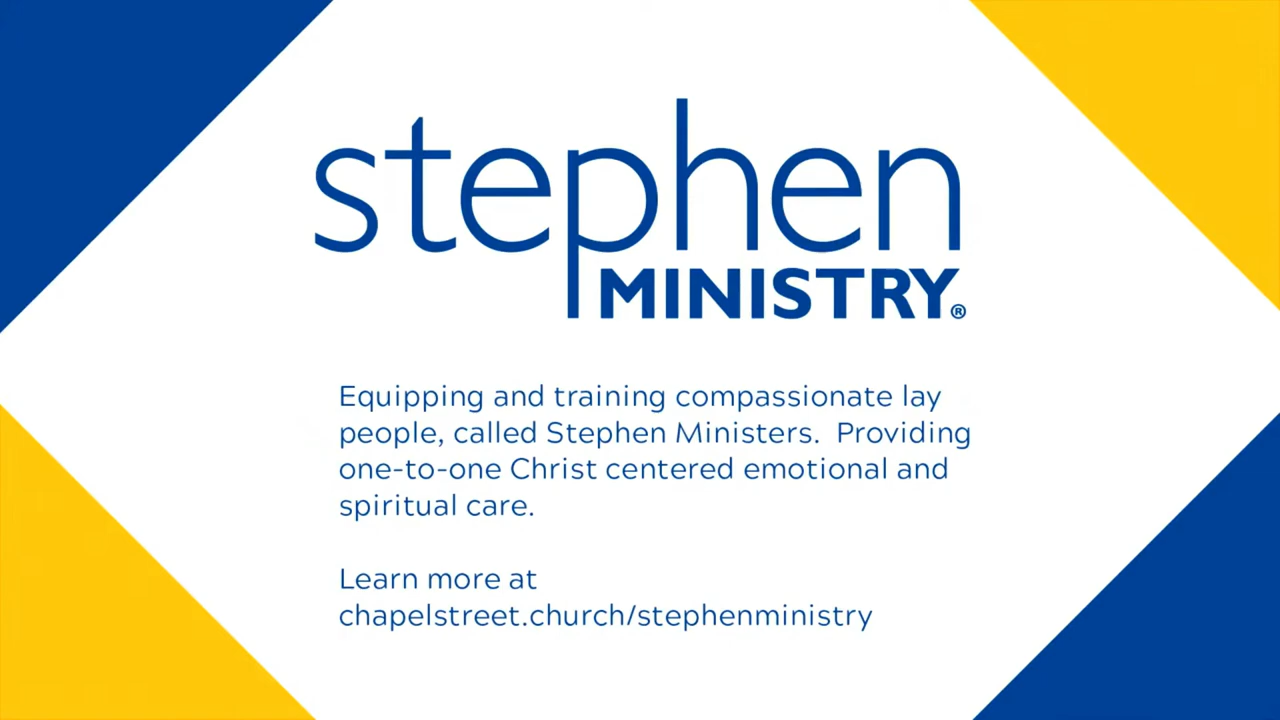 stephen
MINISTRY®
Equipping and training compassionate lay
people, called Stephen Ministers.  Providing
one-to-one Christ centered emotional and
spiritual care.
Learn more at
chapelstreet.church/stephenministry